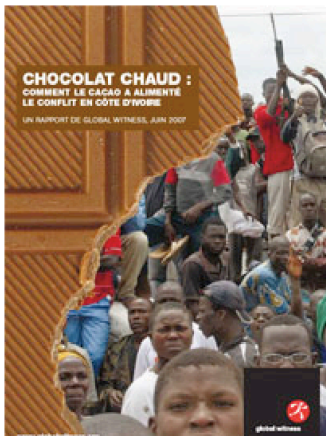 CHOCOLAT CHAUD :
COMMENT LE CACAO A ALIMENTÉ
LE CONFLIT EN CÔTE D'IVOIRE
UN RAPPORT DE GLOBAL WITNESS, JUIN 2007
global witness